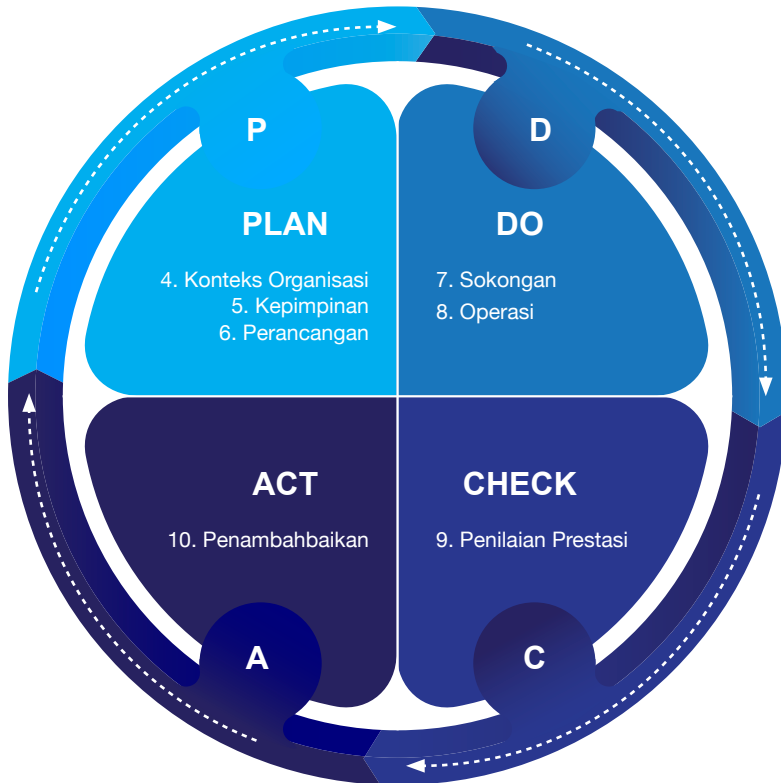 P
PLAN
4. Konteks Organisasi
5. Kepimpinan
6. Perancangan
D
DO
7. Sokongan
8. Operasi
ACT
10. Penambahbaikan
A
CHECK
9. Penilaian Prestasi
C